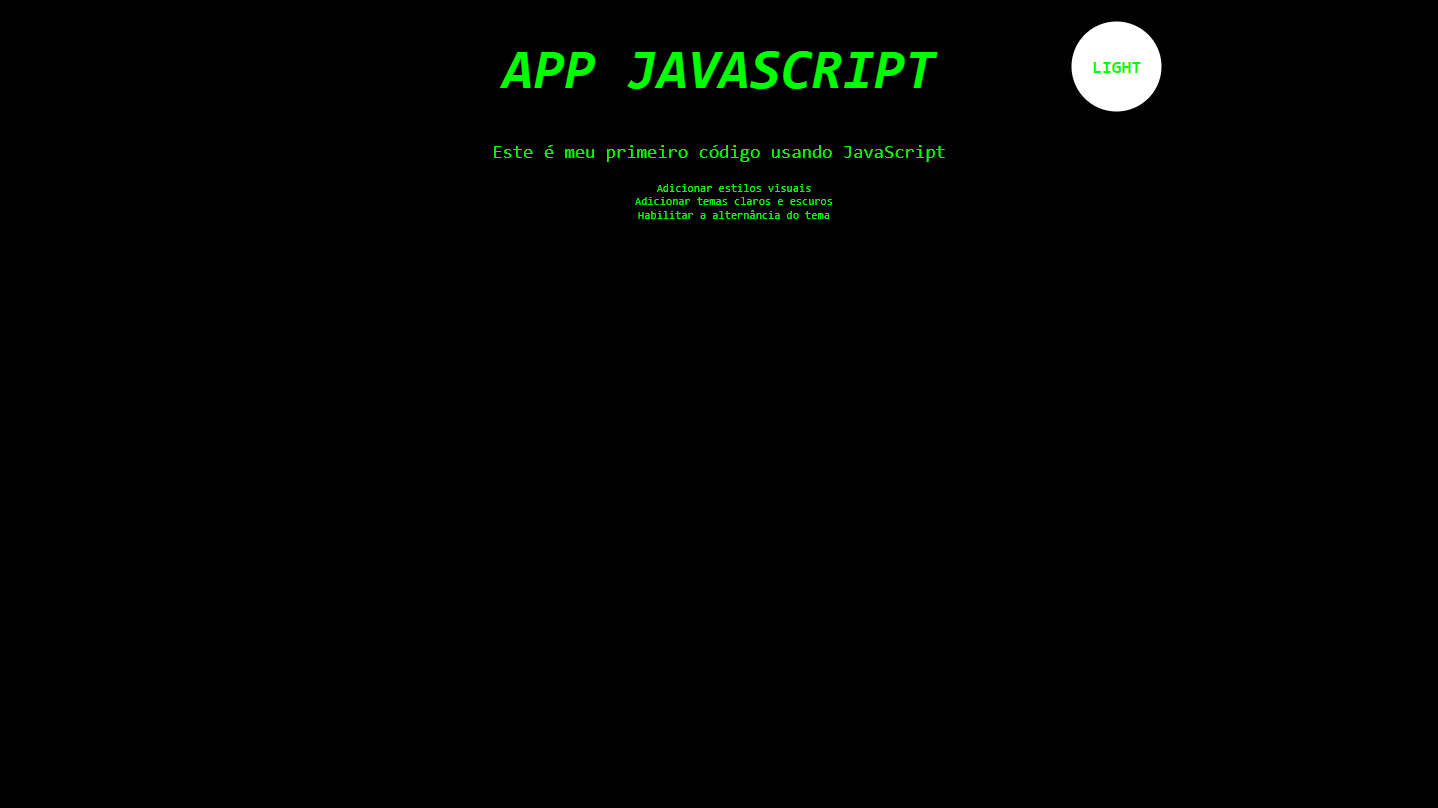 APP JAVASCRIPT
LIGHT
Este é meu primeiro código usando JavaScript
Adicionar estilos visuais
Adicionar temas claros e escuros
Habilitar a alternância do tema